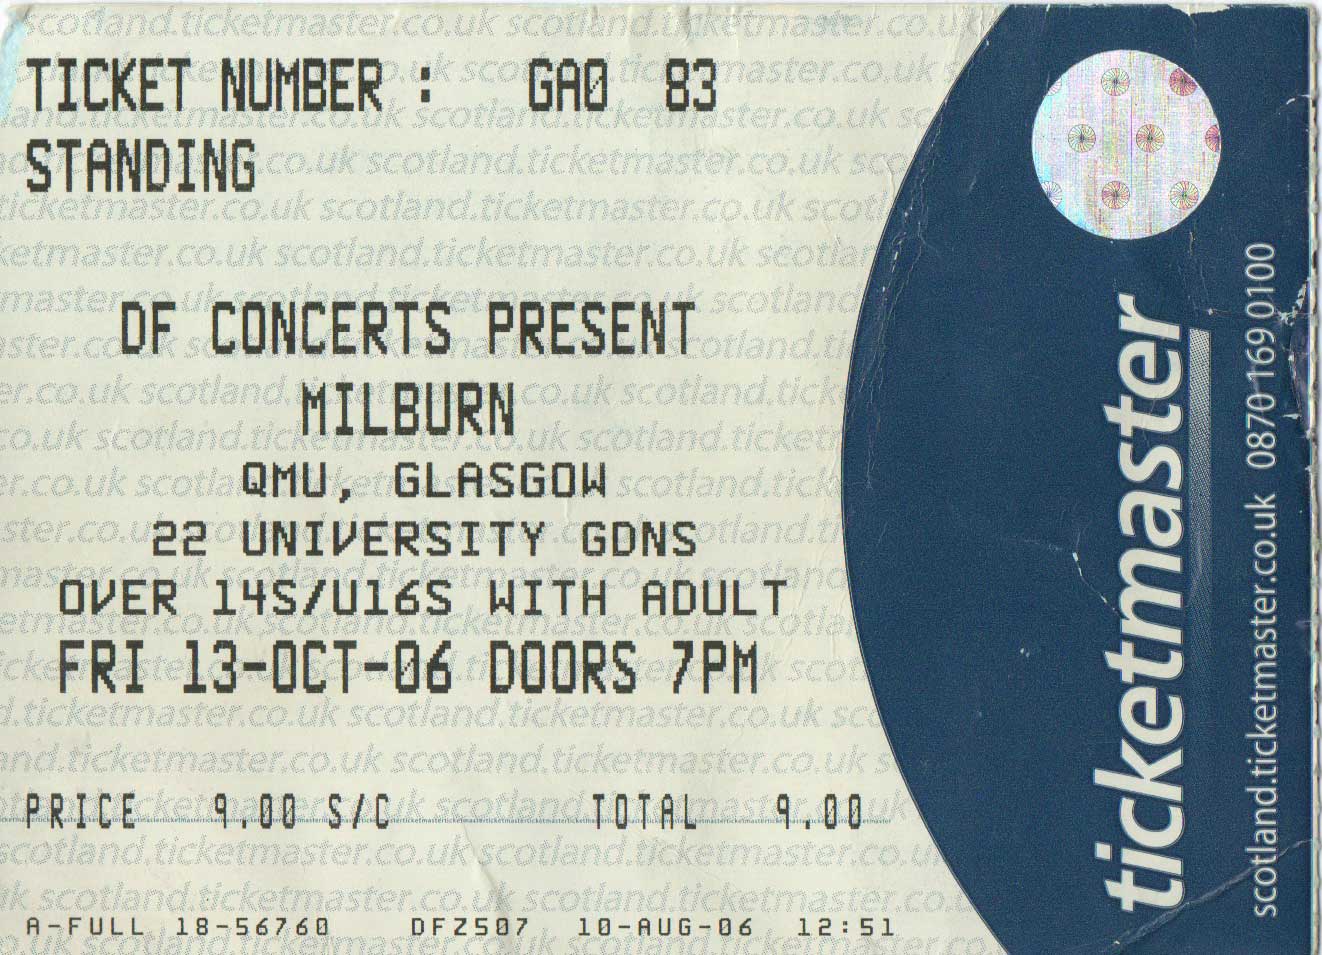 TICKET NUMBER : GA0 83
STANDING
DF CONCERTS PRESENT
MILBURN
QMU, GLASGOW
22 UNIVERSITY GDNS
OVER 14S/U16S WITH ADULT
FRI 13-OCT-06 DOORS 7PM
PRICE 9.00 S/C TOTAL 9.00
A-FULL 18-56760 DFZ507 10-AUG-06 12:51
ticketmaster
scotland.ticketmaster.co.uk 0870 169 0100